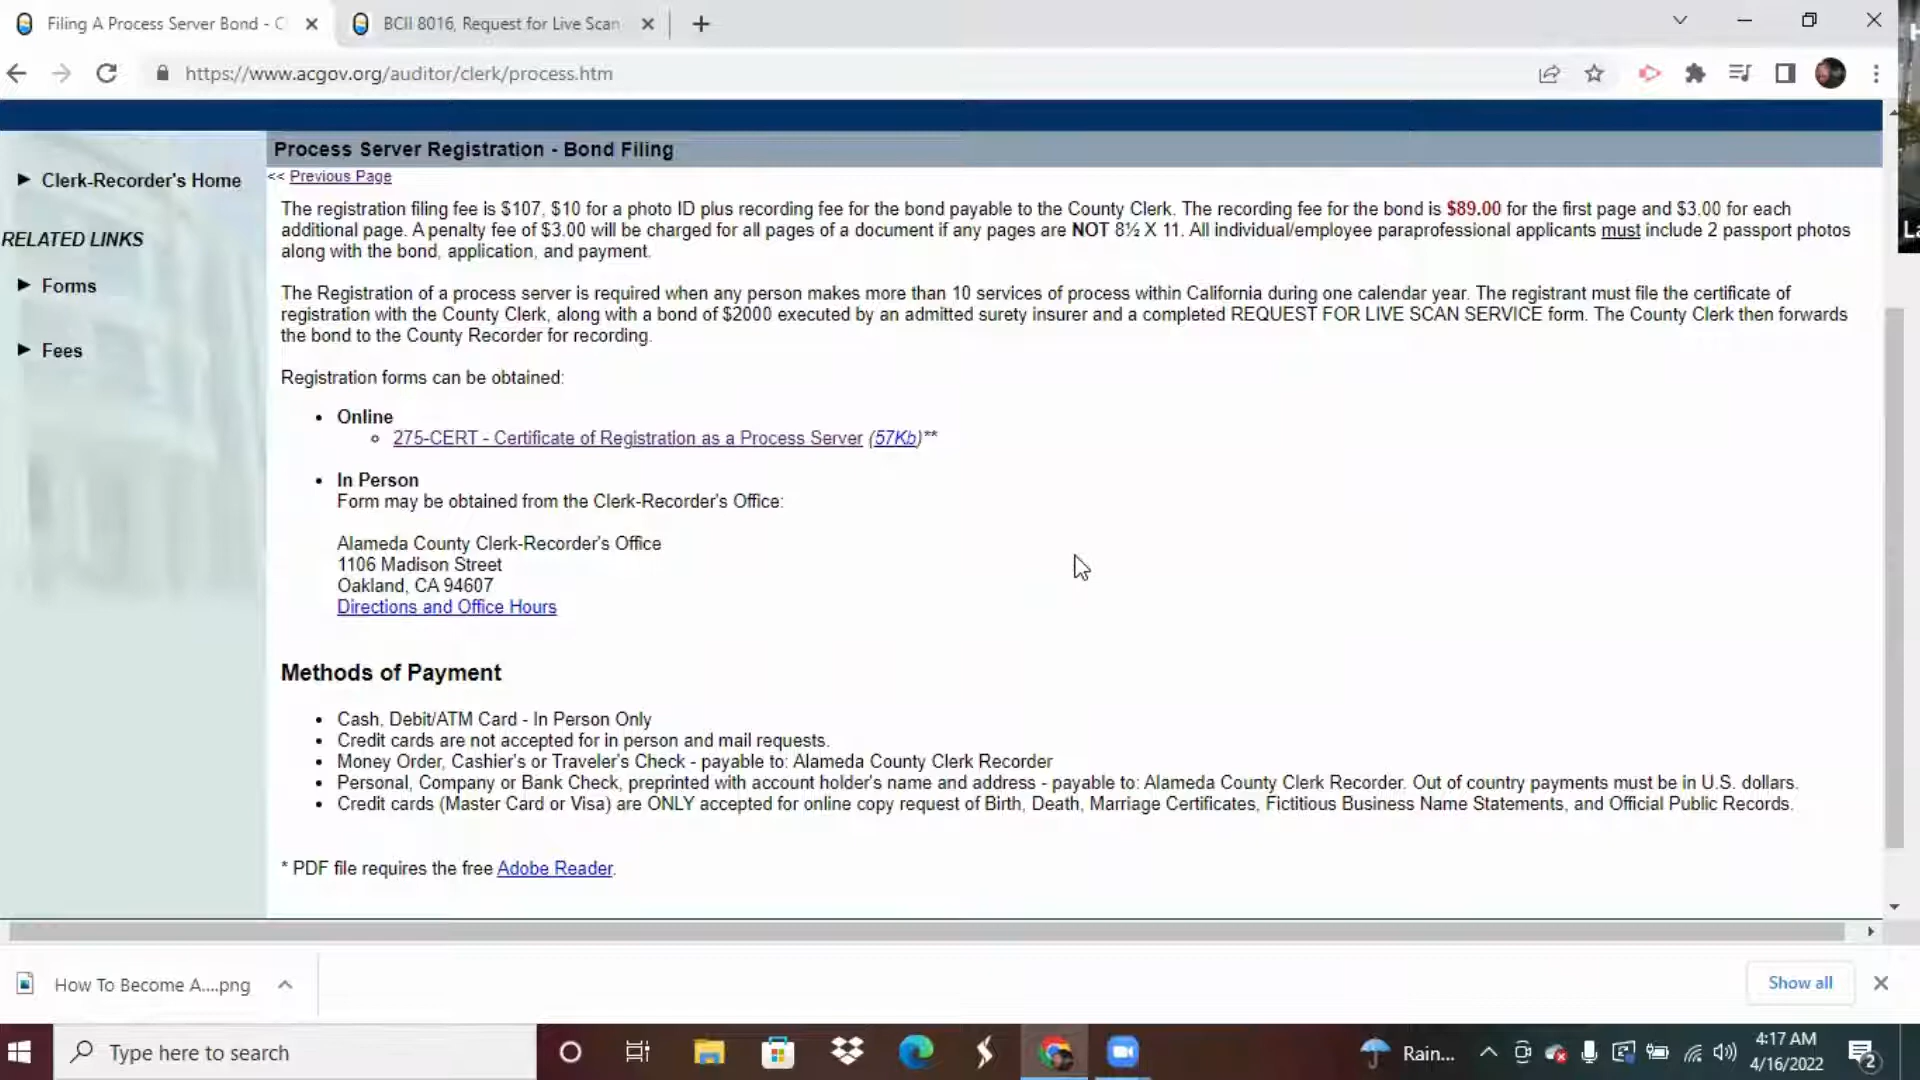 Filing A Process Server Bond - C
BCII 8016, Request for Live Scan
https://www.acgov.org/auditor/clerk/process.htm
Process Server Registration - Bond Filing
<< Previous Page
Clerk-Recorder's Home
RELATED LINKS
Forms
Fees
The registration filing fee is $107, $10 for a photo ID plus recording fee for the bond payable to the County Clerk. The recording fee for the bond is $89.00 for the first page and $3.00 for each
additional page. A penalty fee of $3.00 will be charged for all pages of a document if any pages are NOT 8½ X 11. All individual/employee paraprofessional applicants must include 2 passport photos
along with the bond, application, and payment.
The Registration of a process server is required when any person makes more than 10 services of process within California during one calendar year. The registrant must file the certificate of
registration with the County Clerk, along with a bond of $2000 executed by an admitted surety insurer and a completed REQUEST FOR LIVE SCAN SERVICE form. The County Clerk then forwards
the bond to the County Recorder for recording.
Registration forms can be obtained:
• Online
275-CERT - Certificate of Registration as a Process Server (57Kb)**
• In Person
Form may be obtained from the Clerk-Recorder's Office:
Alameda County Clerk-Recorder's Office
1106 Madison Street
Oakland, CA 94607
Directions and Office Hours
Methods of Payment
• Cash, Debit/ATM Card - In Person Only
• Credit cards are not accepted for in person and mail requests.
• Money Order, Cashier's or Traveler's Check - payable to: Alameda County Clerk Recorder
• Personal, Company or Bank Check, preprinted with account holder's name and address - payable to: Alameda County Clerk Recorder. Out of country payments must be in U.S. dollars.
• Credit cards (Master Card or Visa) are ONLY accepted for online copy request of Birth, Death, Marriage Certificates, Fictitious Business Name Statements, and Official Public Records.
* PDF file requires the free Adobe Reader.
How To Become A....png
Show all
Type here to search
Rain...
4:17 AM
4/16/2022
2